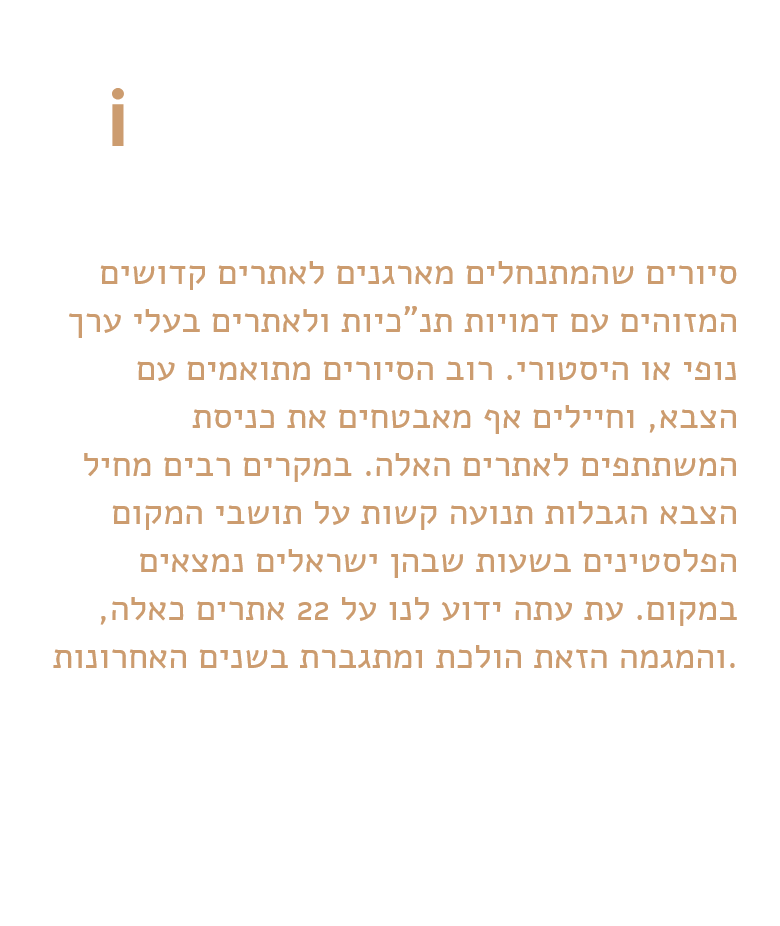 i
סיורים שהמתנחלים מארגנים לאתרים קדושים
המזוהים עם דמויות תנ”כיות ולאתרים בעלי ערך
נופי או היסטורי. רוב הסיורים מתואמים עם
הצבא, וחיילים אף מאבטחים את כניסת
המשתתפים לאתרים האלה. במקרים רבים מחיל
הצבא הגבלות תנועה קשות על תושבי המקום
הפלסטינים בשעות שבהן ישראלים נמצאים
במקום. עת עתה ידוע לנו על 22 אתרים כאלה,
.והמגמה הזאת הולכת ומתגברת בשנים האחרונות